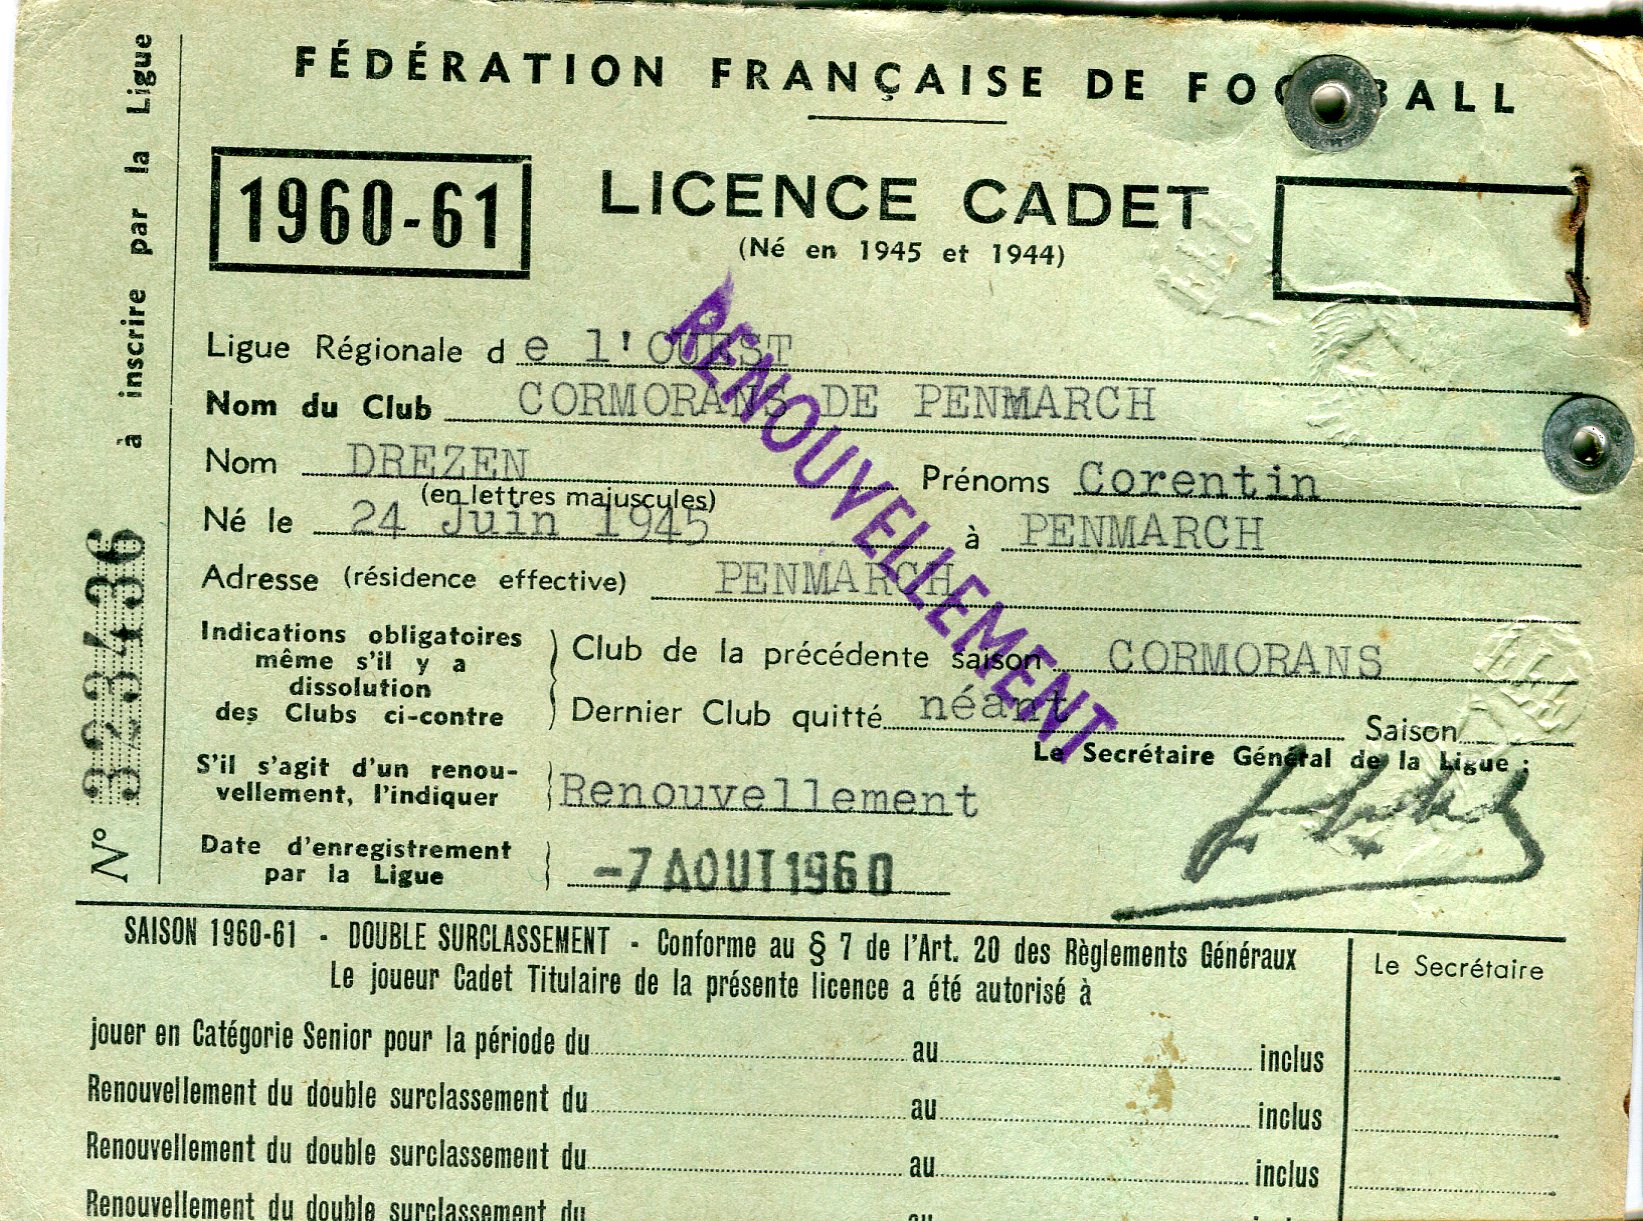 FÉDÉRATION FRANÇAISE DE FOOTBALL
1960-61
LICENCE CADET
(Né en 1945 et 1944)
Ligue Régionale de l'OUEST
Nom du Club CORMORANS DE PENMARCH
Nom DREZEN Prénoms Corentin
(en lettres majuscules)
Né le 24 Juin 1945 à PENMARCH
Adresse (résidence effective) PENMARCH
Indications obligatoires
même s'il y a
dissolution
des Clubs ci-contre
Club de la précédente saison CORMORANS
Dernier Club quitté néant Saison
Le Secrétaire Général de la Ligue :
S'il s'agit d'un renou-
vellement, l'indiquer
Renouvellement
Date d'enregistrement
par la Ligue
-7 AOUT 1960
RENOUVELLEMENT
N° 323436
à inscrire par la Ligue
SAISON 1960-61 - DOUBLE SURCLASSEMENT - Conforme au § 7 de l'Art. 20 des Règlements Généraux
Le joueur Cadet Titulaire de la présente licence a été autorisé à
Le Secrétaire
jouer en Catégorie Senior pour la période du au inclus
Renouvellement du double surclassement du au inclus
Renouvellement du double surclassement du au inclus
Renouvellement du double surclassement du au